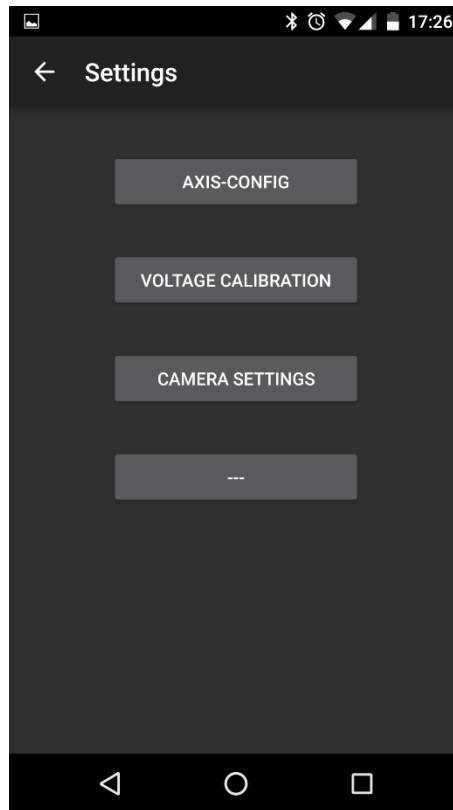 17:26
Settings
AXIS-CONFIG
VOLTAGE CALIBRATION
CAMERA SETTINGS
---